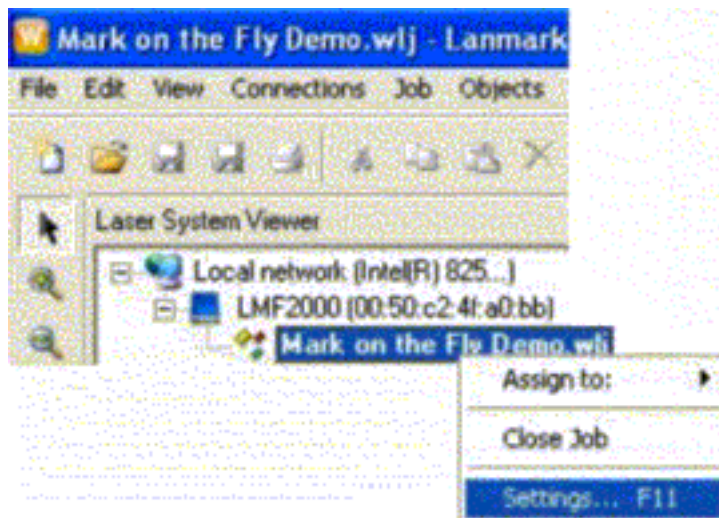 Mark on the Fly Demo.wlj - Lanmark
File Edit View Connections Job Objects
Laser System Viewer
Local network (Intel(R) 825...)
LMF2000 (00:50:c2:4f:a0:bb)
Mark on the Fly Demo.wlj
Assign to:
Close Job
Settings... F11